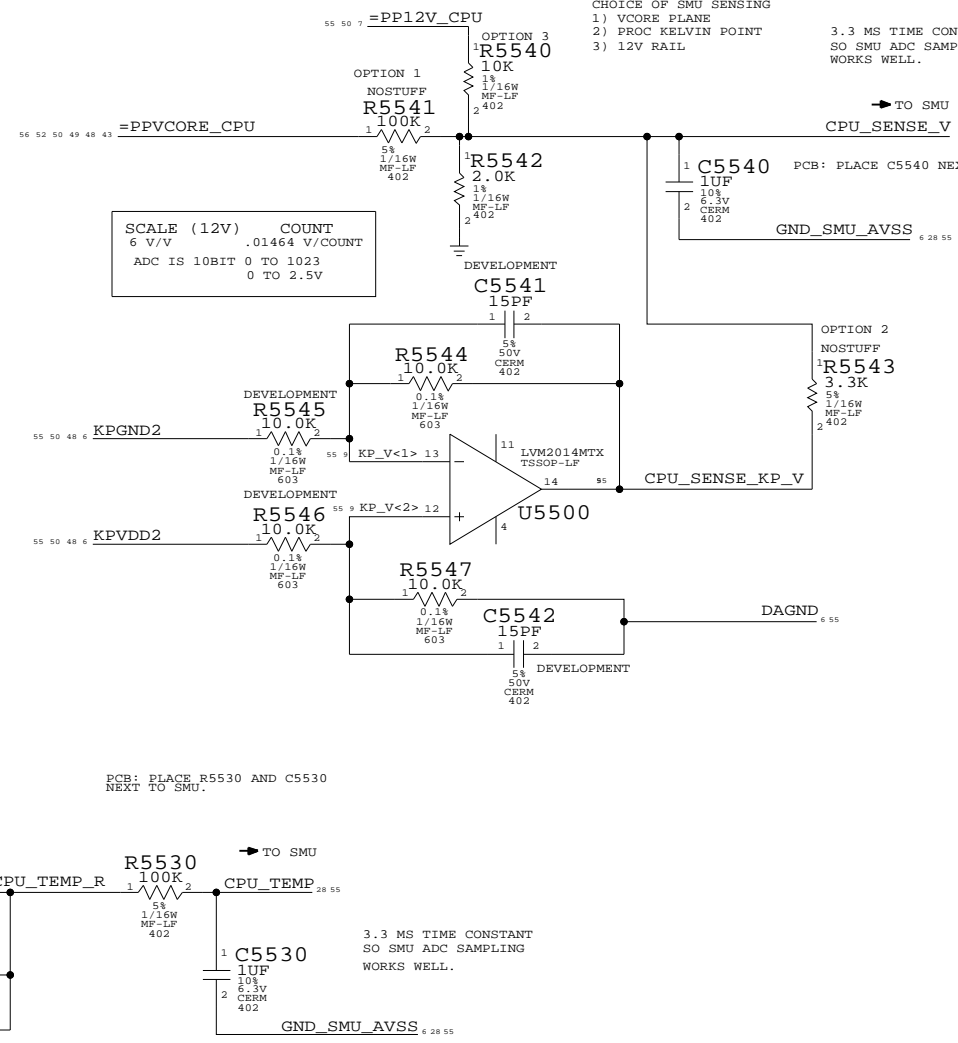 CHOICE OF SMU SENSING
1) VCORE PLANE
2) PROC KELVIN POINT
3) 12V RAIL
3.3 MS TIME CON
SO SMU ADC SAMP
WORKS WELL.
55 50 7 =PP12V_CPU
OPTION 3
1 R5540
10K
1%
1/16W
MF-LF
2 402
OPTION 1
NOSTUFF
R5541
1 100K 2
5%
1/16W
MF-LF
402
56 52 50 49 48 43 =PPVCORE_CPU
TO SMU
CPU_SENSE_V
1 R5542
2.0K
1%
1/16W
MF-LF
2 402
1 C5540
1UF
10%
6.3V
2 CERM
402
PCB: PLACE C5540 NEX
GND_SMU_AVSS 6 28 55
SCALE (12V) COUNT
6 V/V .01464 V/COUNT
ADC IS 10BIT 0 TO 1023
0 TO 2.5V
DEVELOPMENT
C5541
15PF
1 2
5%
50V
CERM
402
R5544
1 10.0K 2
0.1%
1/16W
MF-LF
603
OPTION 2
NOSTUFF
1 R5543
3.3K
5%
1/16W
MF-LF
2 402
DEVELOPMENT
R5545
1 10.0K 2
0.1%
1/16W
MF-LF
603
55 50 48 6 KPGND2
55 9 KP_V<1> 13
11
LVM2014MTX
TSSOP-LF
14 55 CPU_SENSE_KP_V
U5500
4
DEVELOPMENT
R5546
1 10.0K 2
0.1%
1/16W
MF-LF
603
55 9 KP_V<2> 12
55 50 48 6 KPVDD2
R5547
1 10.0K 2
0.1%
1/16W
MF-LF
603
C5542
15PF
1 2
5%
50V
CERM
402
DEVELOPMENT
DAGND 6 55
PCB: PLACE R5530 AND C5530
NEXT TO SMU.
TO SMU
CPU_TEMP_R
R5530
1 100K 2
5%
1/16W
MF-LF
402
CPU_TEMP 28 55
3.3 MS TIME CONSTANT
SO SMU ADC SAMPLING
WORKS WELL.
1 C5530
1UF
10%
6.3V
2 CERM
402
GND_SMU_AVSS 6 28 55